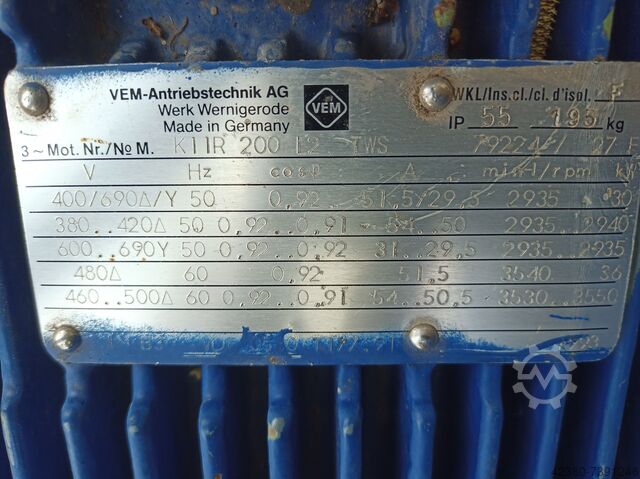 VEM-Antriebstechnik AG
Werk Wernigerode
Made in Germany
VEM
WKL/Ins.cl./cl. d'isol. F
IP 55 195 kg
3~Mot. Nr./№ M. K11R 200 L2 TWS
V Hz cosφ A min-1/rpm kW
400/690Δ/Y 50 0,92 51,5/29,5 2935 30
380..420Δ 50 0,92..0,91 54..50 2935..2940
600..690Y 50 0,92..0,92 31..29,5 2935..2935
480Δ 60 0,92 51,5 3540 36
460..500Δ 60 0,92..0,91 54..50,5 3530..3550